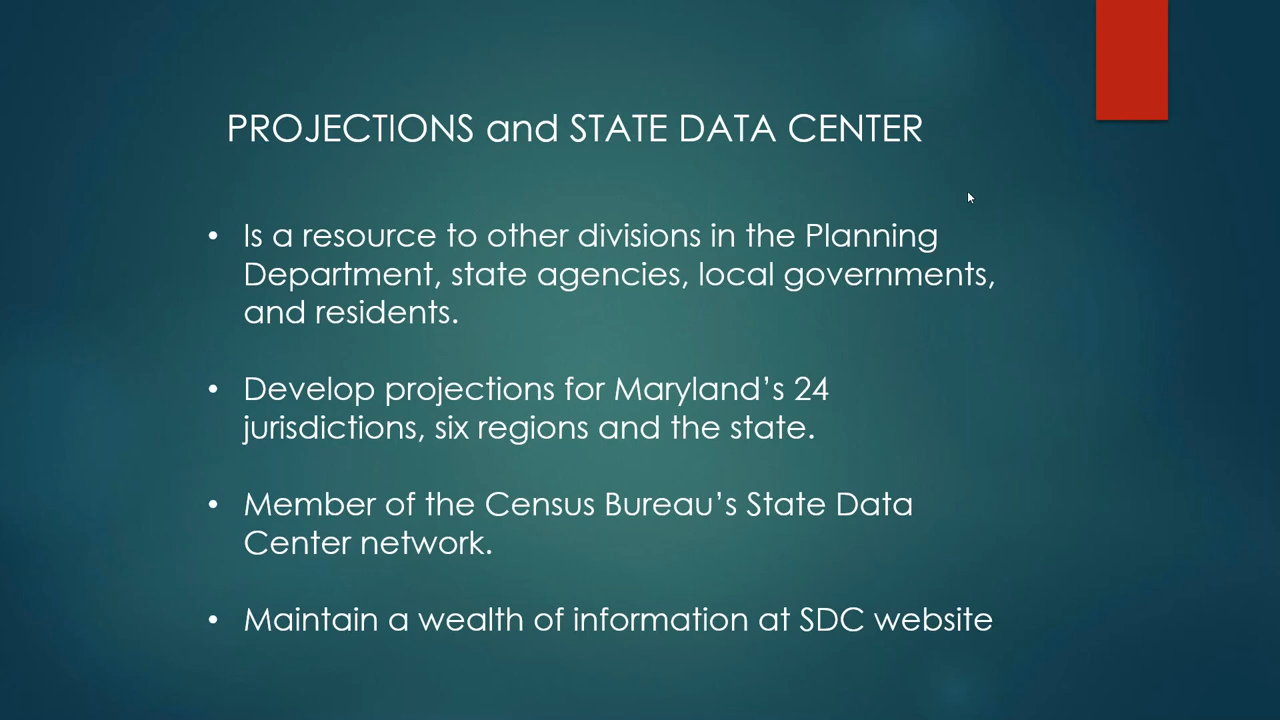 PROJECTIONS and STATE DATA CENTER
• Is a resource to other divisions in the Planning
Department, state agencies, local governments,
and residents.
• Develop projections for Maryland’s 24
jurisdictions, six regions and the state.
• Member of the Census Bureau’s State Data
Center network.
• Maintain a wealth of information at SDC website